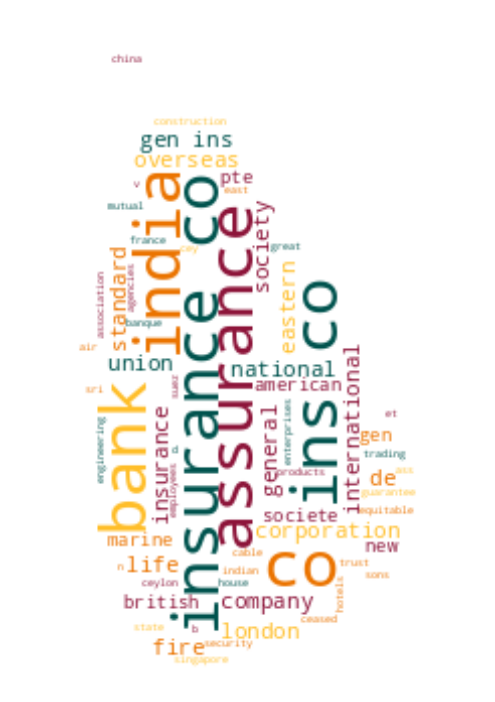 china
construction
gen ins
overseas
india
co
pte
v
east
mutual
assurance
society
france
cey
great
standard
eastern
association
agencies
insurance co
ins co
banque
air
union
national
international
suez
american
sri
bank
insurance
general
enterprises
et
engineering
gen
d
trading
employees
products
de
ass
guarantee
societe
equitable
corporation
marine
new
cable
life
co
trust
n
indian
sons
ceylon
house
hotels
british
company
ceased
state
b
london
fire
security
singapore